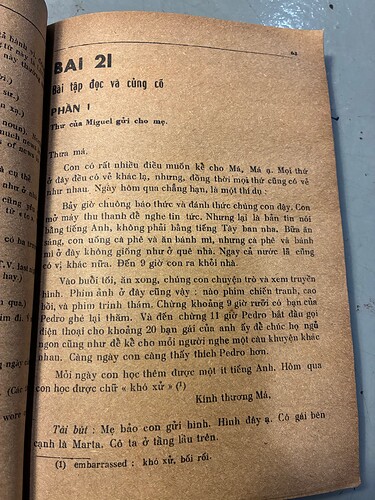 68
BÀI 21
Bài tập đọc và củng cố
PHẦN I
Thư của Miguel gửi cho mẹ.
Thưa má,
Con có rất nhiều điều muốn kể cho Má, Má ạ. Mọi thứ
ở đây đều có vẻ khác lạ, nhưng, đồng thời mọi thứ cũng có vẻ
như nhau. Ngày hôm qua chẳng hạn, là một thí dụ.
Bảy giờ chuông báo thức và đánh thức chúng con dậy. Con
mở máy thu thanh để nghe tin tức. Nhưng lại là bản tin nói
bằng tiếng Anh, không phải bằng tiếng Tây ban nha. Bữa ăn
sáng, con uống cà phê và ăn bánh mì, nhưng cà phê và bánh
mì ở đây không giống như ở quê nhà. Ngay cả nước lã cũng
có vị khác nữa. Đến 9 giờ con ra khỏi nhà.
Vào buổi tối, ăn xong, chúng con chuyện trò và xem truyền
hình. Phim ảnh ở đây cũng vậy : nào phim chiến tranh, cao
bồi, và phim trinh thám. Chừng khoảng 9 giờ rưỡi có bạn của
Pedro ghé lại thăm. Và đến chừng 11 giờ Pedro bắt đầu gọi
điện thoại cho khoảng 20 bạn gái của anh ấy để chúc họ ngủ
ngon cũng như để kể cho mỗi người nghe một câu khuyện khác
nhau. Càng ngày con càng thấy thích Pedro hơn.
Mỗi ngày con học thêm được một ít tiếng Anh. Hôm qua
con học được chữ « khó xử » (¹)
Kính thương Má,
Tái bút : Mẹ bảo con gửi hình. Hình đây ạ. Cô gái bên
cạnh là Marta. Cô ta ở tầng lầu trên.
(1) embarrassed : khó xử, bối rối.